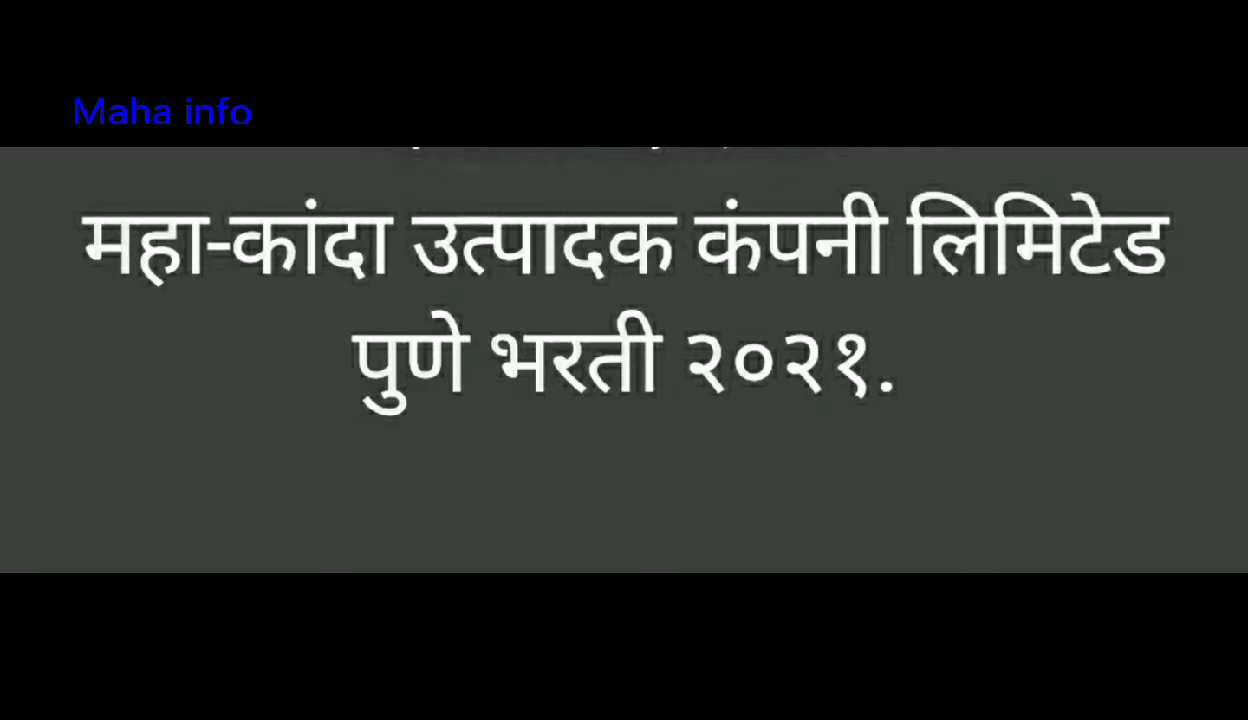 Maha info
महा-कांदा उत्पादक कंपनी लिमिटेड
पुणे भरती २०२१.